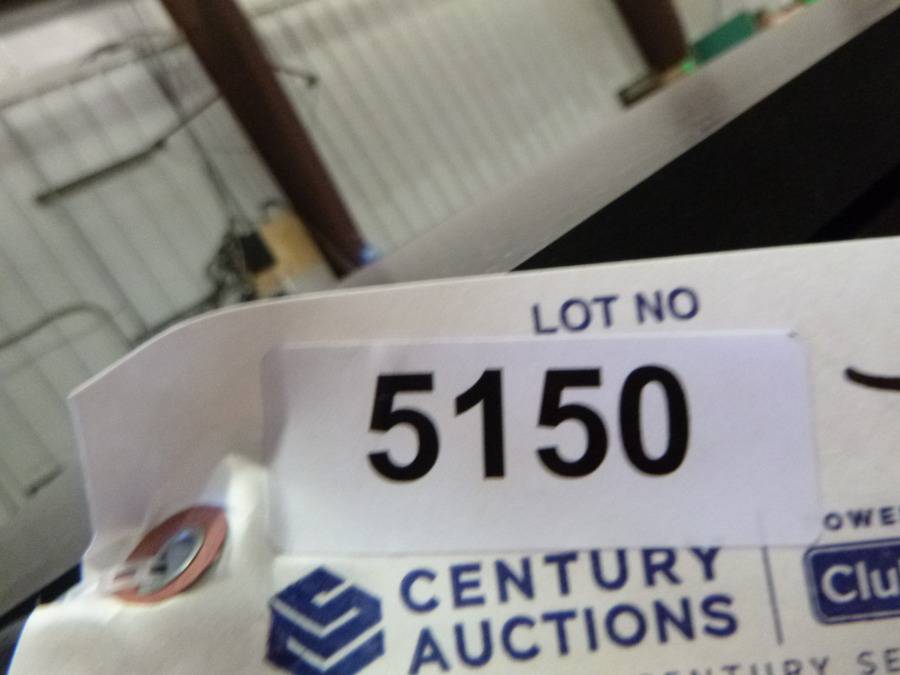 LOT NO
5150
CENTURY
AUCTIONS